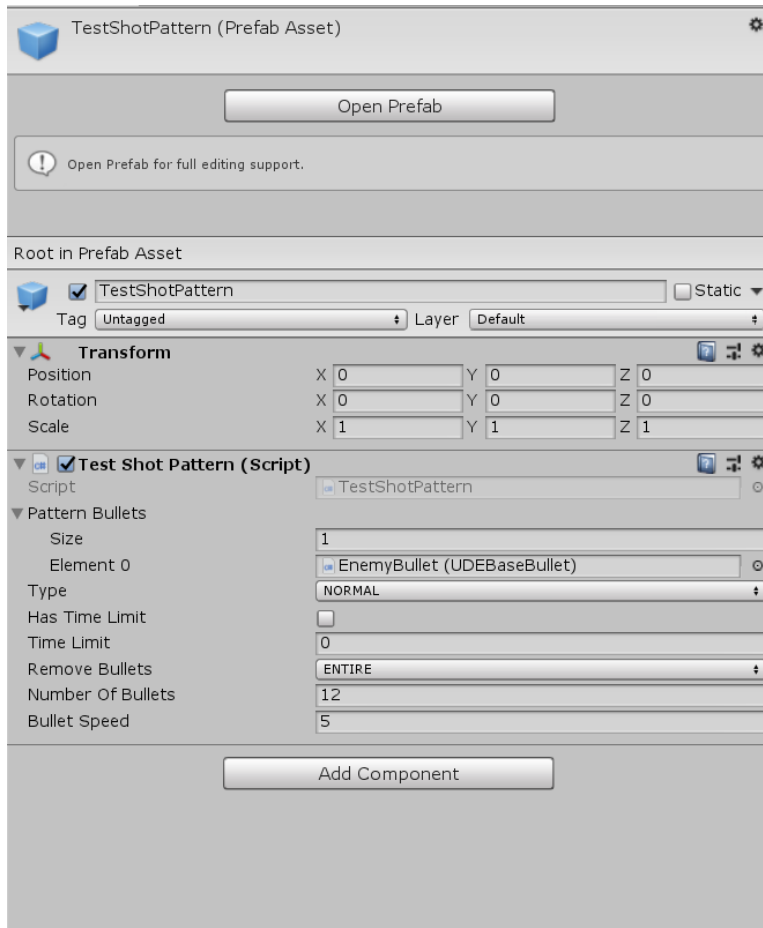 TestShotPattern (Prefab Asset)
Open Prefab
Open Prefab for full editing support.
Root in Prefab Asset
TestShotPattern Static
Tag Untagged Layer Default
Transform
Position X 0 Y 0 Z 0
Rotation X 0 Y 0 Z 0
Scale X 1 Y 1 Z 1
Test Shot Pattern (Script)
Script TestShotPattern
Pattern Bullets
Size 1
Element 0 EnemyBullet (UDEBaseBullet)
Type NORMAL
Has Time Limit
Time Limit 0
Remove Bullets ENTIRE
Number Of Bullets 12
Bullet Speed 5
Add Component